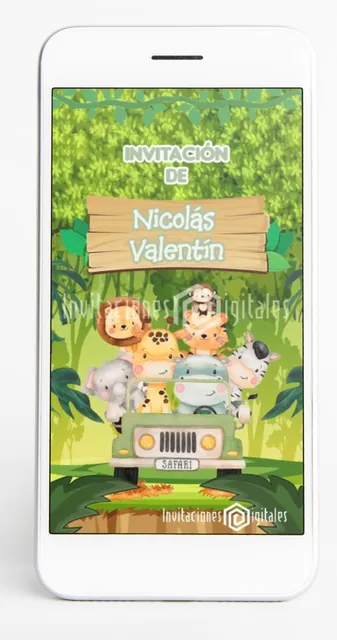 INVITACIÓN
DE
Nicolás
Valentín
Invitaciones Digitales
SAFARI
Invitaciones Digitales